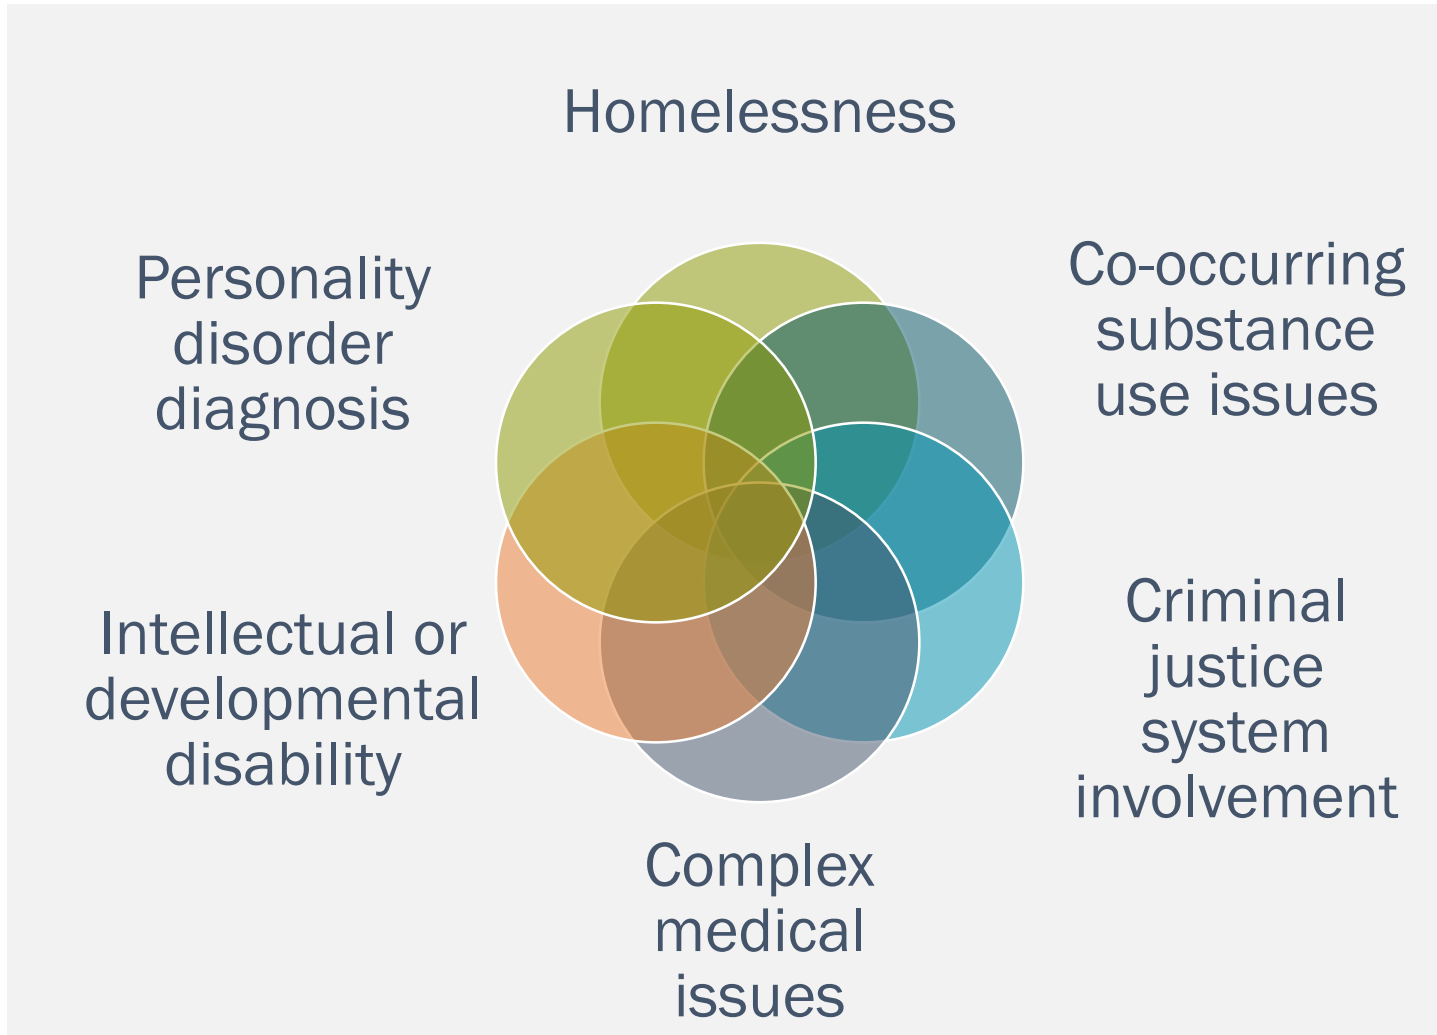 Homelessness
Co-occurring
substance
use issues
Criminal
justice
system
involvement
Complex
medical
issues
Intellectual or
developmental
disability
Personality
disorder
diagnosis